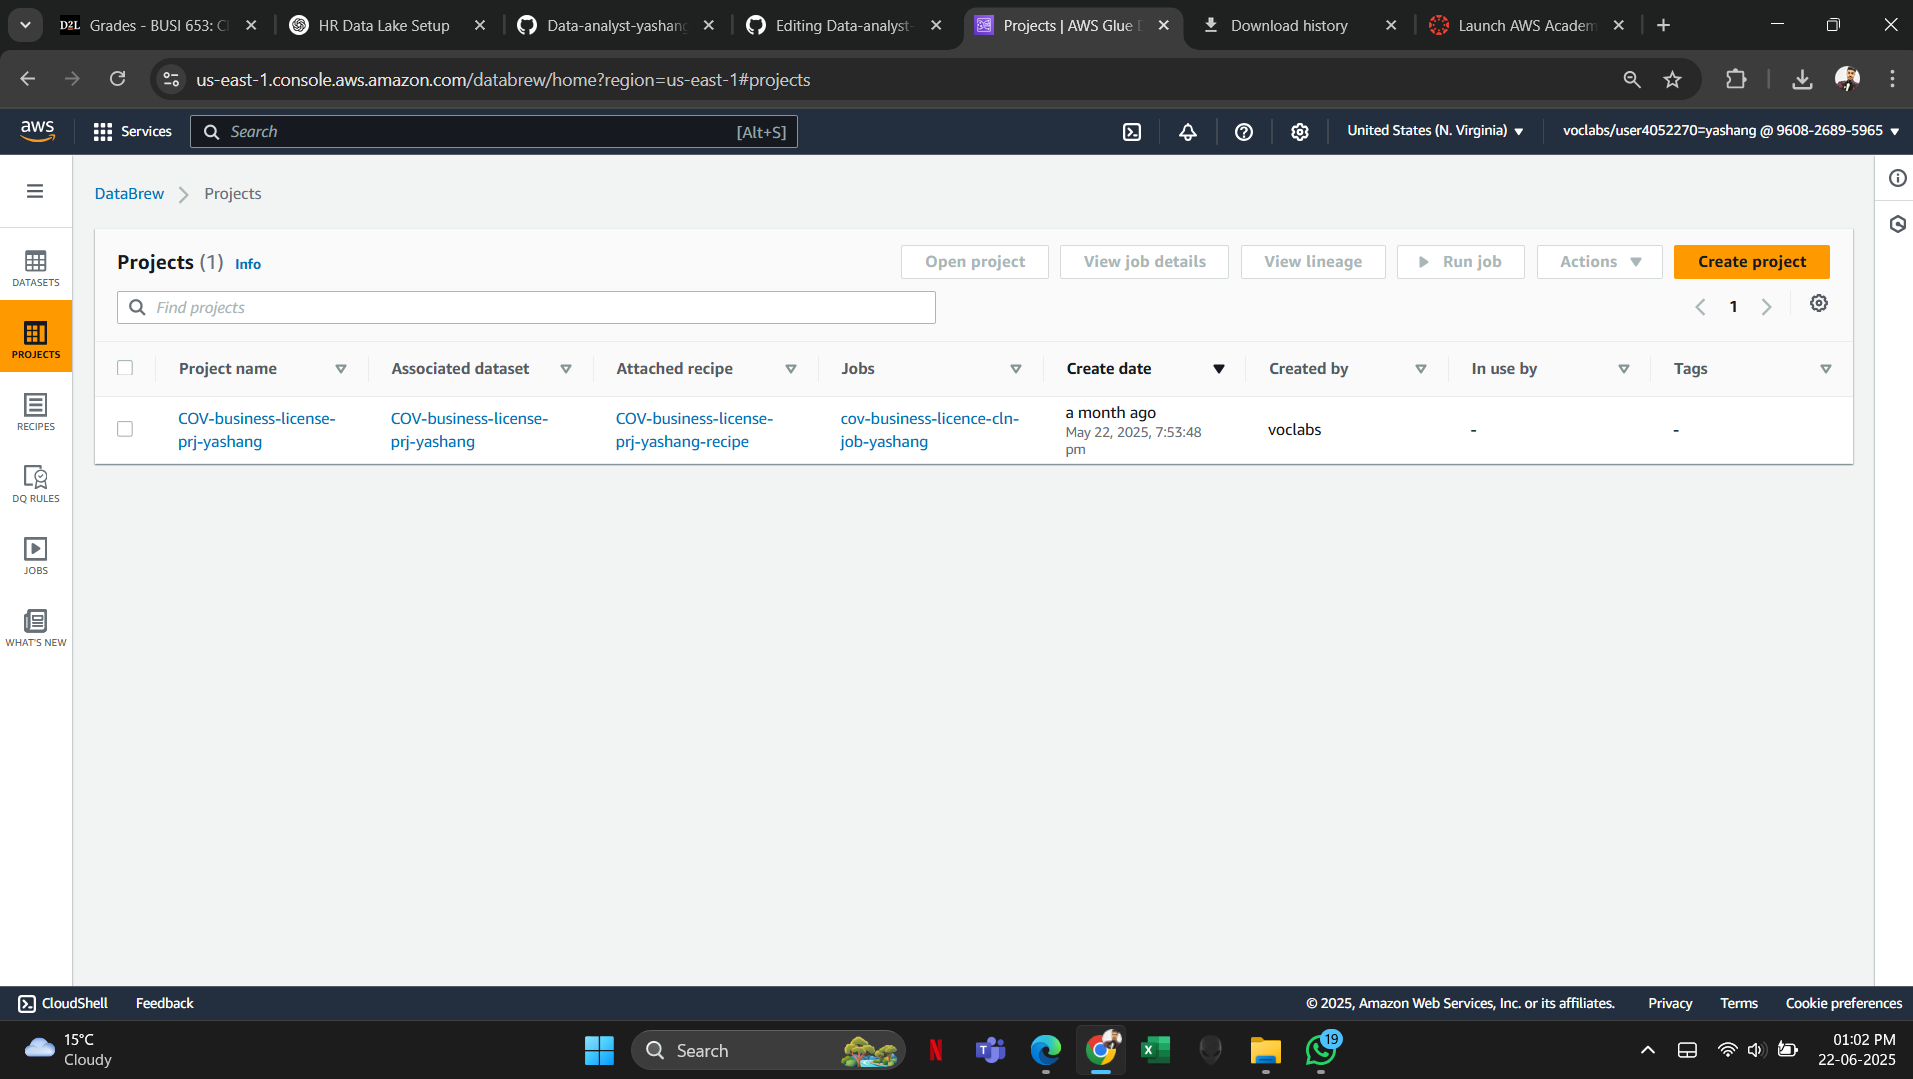 Grades - BUSI 653: Cl
HR Data Lake Setup
Data-analyst-yashang
Editing Data-analyst-
Projects | AWS Glue D
Download history
Launch AWS Academ
us-east-1.console.aws.amazon.com/databrew/home?region=us-east-1#projects
aws
Services
Search
[Alt+S]
United States (N. Virginia)
voclabs/user4052270=yashang @ 9608-2689-5965
DataBrew
Projects
DATASETS
PROJECTS
RECIPES
DQ RULES
JOBS
WHAT'S NEW
Projects (1) Info
Open project
View job details
View lineage
Run job
Actions
Create project
Find projects
1
Project name
Associated dataset
Attached recipe
Jobs
Create date
Created by
In use by
Tags
COV-business-license-
prj-yashang
COV-business-license-
prj-yashang
COV-business-license-
prj-yashang-recipe
cov-business-licence-cln-
job-yashang
a month ago
May 22, 2025, 7:53:48
pm
voclabs
-
-
CloudShell
Feedback
© 2025, Amazon Web Services, Inc. or its affiliates.
Privacy
Terms
Cookie preferences
15°C
Cloudy
Search
19
01:02 PM
22-06-2025